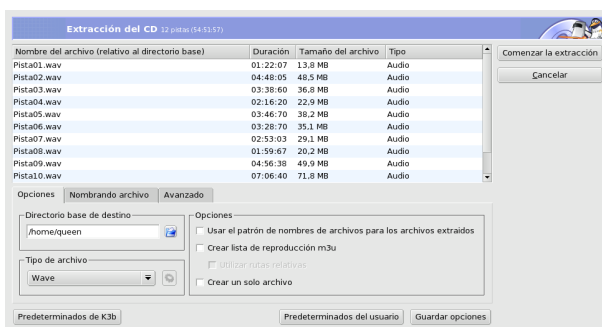 Extracción del CD 12 pistas (54:51:57)
Nombre del archivo (relativo al directorio base) Duración Tamaño del archivo Tipo
Pista01.wav 01:22:07 13,8 MB Audio
Pista02.wav 04:48:05 48,5 MB Audio
Pista03.wav 03:38:60 36,8 MB Audio
Pista04.wav 02:16:20 22,9 MB Audio
Pista05.wav 03:46:70 38,2 MB Audio
Pista06.wav 03:28:70 35,1 MB Audio
Pista07.wav 02:53:03 29,1 MB Audio
Pista08.wav 01:59:67 20,2 MB Audio
Pista09.wav 04:56:38 49,9 MB Audio
Pista10.wav 07:06:40 71,8 MB Audio
Comenzar la extracción
Cancelar
Opciones Nombrando archivo Avanzado
Directorio base de destino
/home/queen
Tipo de archivo
Wave
Opciones
Usar el patrón de nombres de archivos para los archivos extraidos
Crear lista de reproducción m3u
Utilizar rutas relativas
Crear un solo archivo
Predeterminados de K3b Predeterminados del usuario Guardar opciones